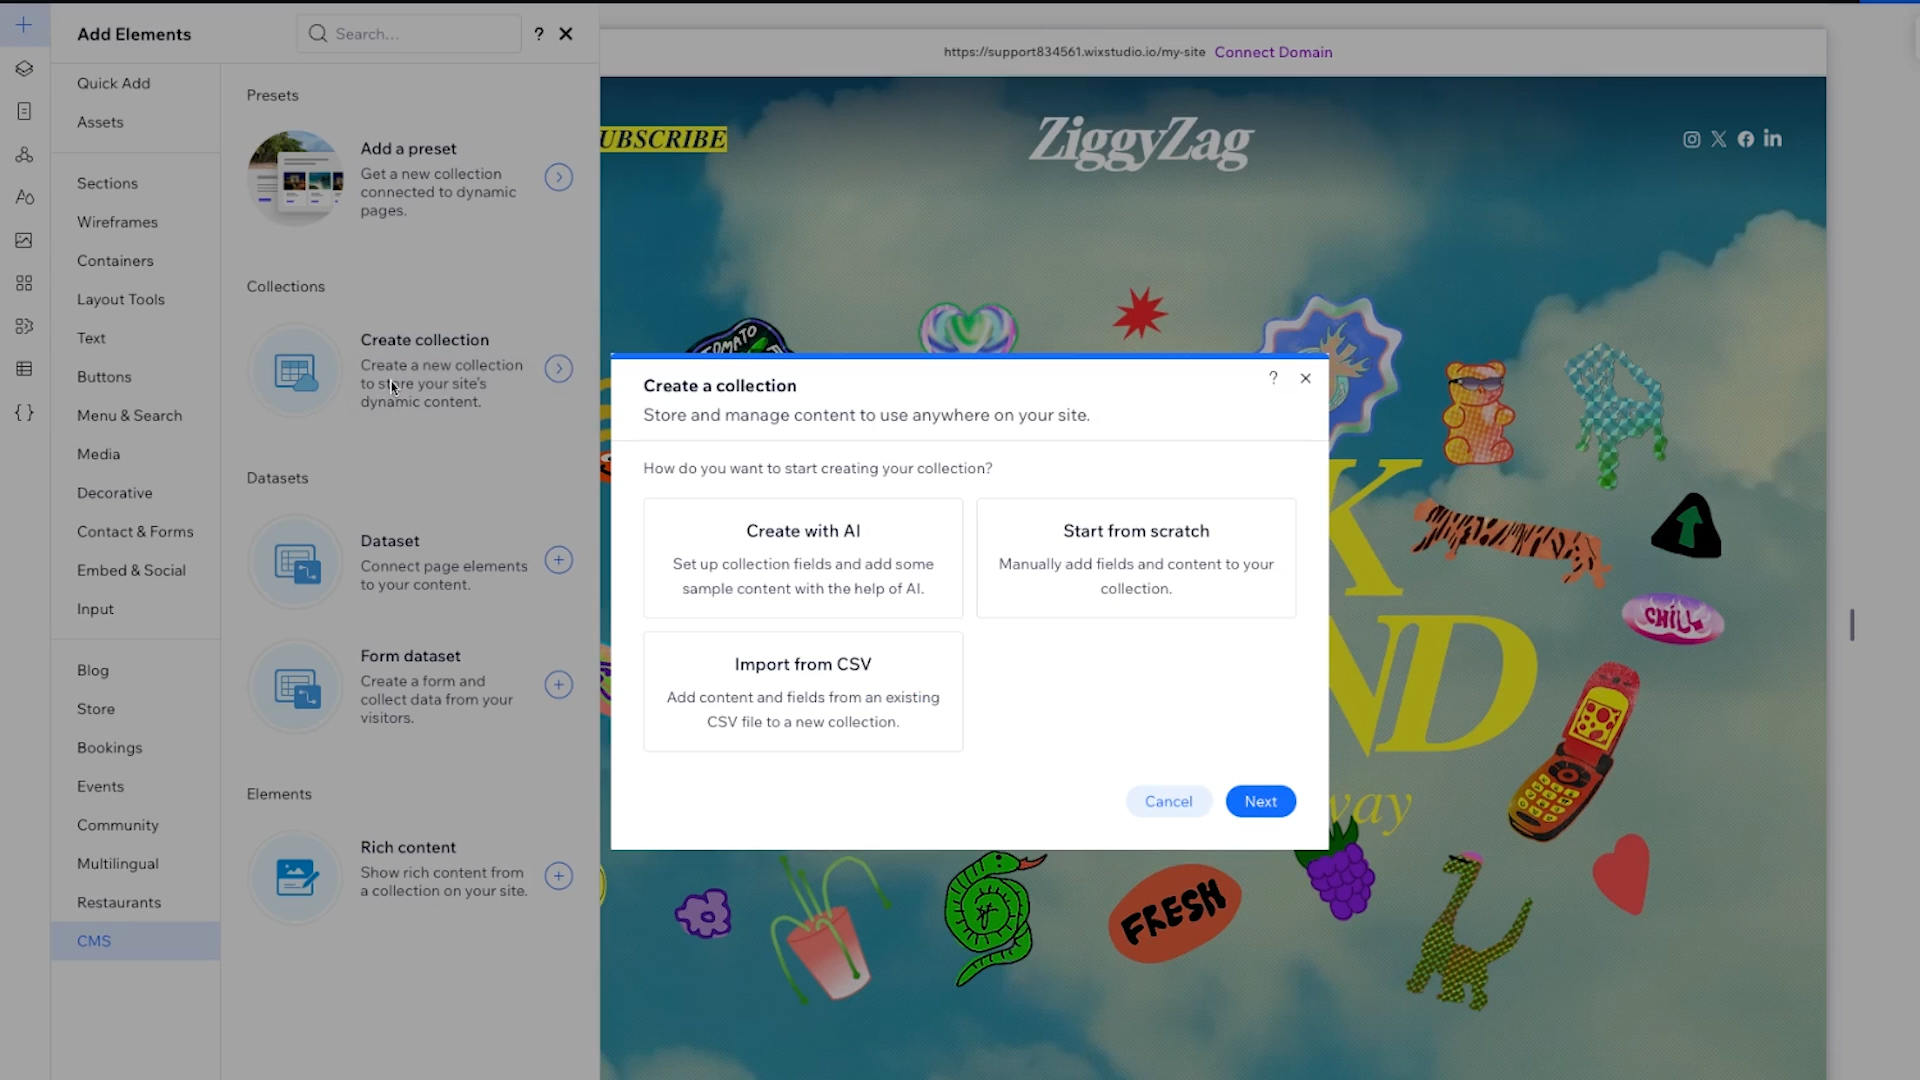 Add Elements
Search...
?
https://support834561.wixstudio.io/my-site Connect Domain
Quick Add
Assets
Sections
Wireframes
Containers
Layout Tools
Text
Buttons
Menu & Search
Media
Decorative
Contact & Forms
Embed & Social
Input
Blog
Store
Bookings
Events
Community
Multilingual
Restaurants
CMS
Presets
Add a preset
Get a new collection
connected to dynamic
pages.
Collections
Create collection
Create a new collection
to store your site's
dynamic content.
Datasets
Dataset
Connect page elements
to your content.
Form dataset
Create a form and
collect data from your
visitors.
Elements
Rich content
Show rich content from
a collection on your site.
UBSCRIBE
ZiggyZag
TOMATO
Create a collection
?
Store and manage content to use anywhere on your site.
How do you want to start creating your collection?
Create with AI
Set up collection fields and add some
sample content with the help of AI.
Start from scratch
Manually add fields and content to your
collection.
Import from CSV
Add content and fields from an existing
CSV file to a new collection.
Cancel
Next
K
ND
way
CHILL
FRESH